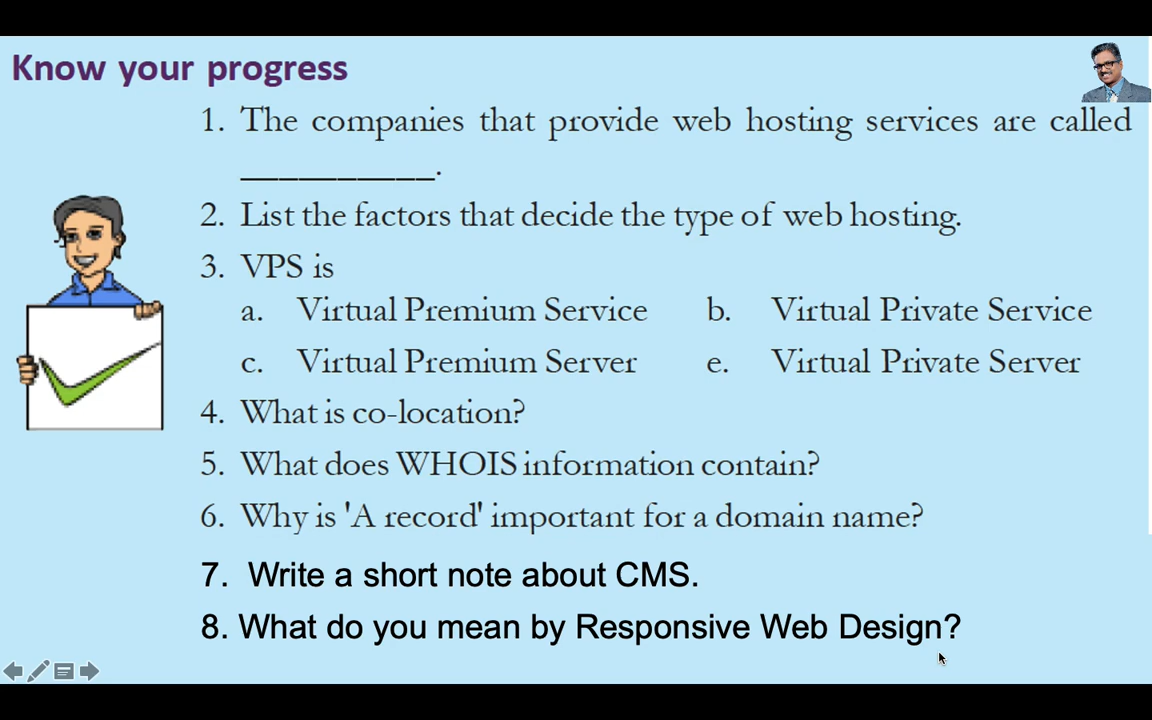 Know your progress
1. The companies that provide web hosting services are called
__________.
2. List the factors that decide the type of web hosting.
3. VPS is
a. Virtual Premium Service b. Virtual Private Service
c. Virtual Premium Server e. Virtual Private Server
4. What is co-location?
5. What does WHOIS information contain?
6. Why is 'A record' important for a domain name?
7. Write a short note about CMS.
8. What do you mean by Responsive Web Design?